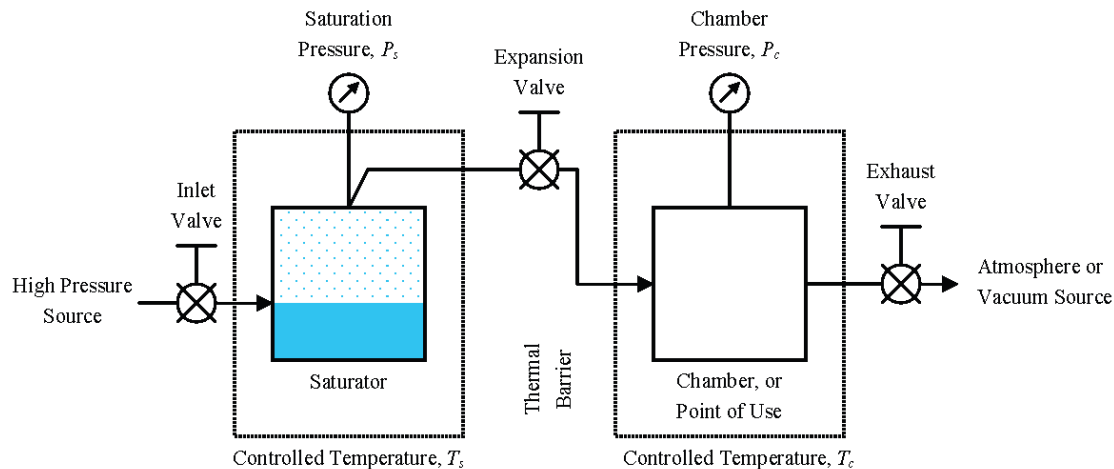 Saturation
Pressure, Ps
Chamber
Pressure, Pc
Expansion
Valve
Inlet
Valve
Exhaust
Valve
High Pressure
Source
Atmosphere or
Vacuum Source
Saturator
Thermal
Barrier
Chamber, or
Point of Use
Controlled Temperature, Ts
Controlled Temperature, Tc